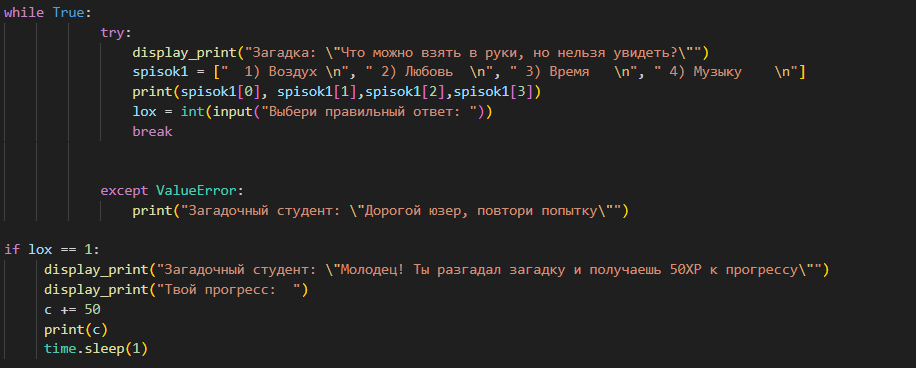 while True:
try:
display_print("Загадка: \"Что можно взять в руки, но нельзя увидеть?\"")
spisok1 = ["  1) Воздух \n", " 2) Любовь  \n", " 3) Время   \n", " 4) Музыку    \n"]
print(spisok1[0], spisok1[1],spisok1[2],spisok1[3])
lox = int(input("Выбери правильный ответ: "))
break
except ValueError:
print("Загадочный студент: \"Дорогой юзер, повтори попытку\"")
if lox == 1:
display_print("Загадочный студент: \"Молодец! Ты разгадал загадку и получаешь 50XP к прогрессу\"")
display_print("Твой прогресс:  ")
c += 50
print(c)
time.sleep(1)